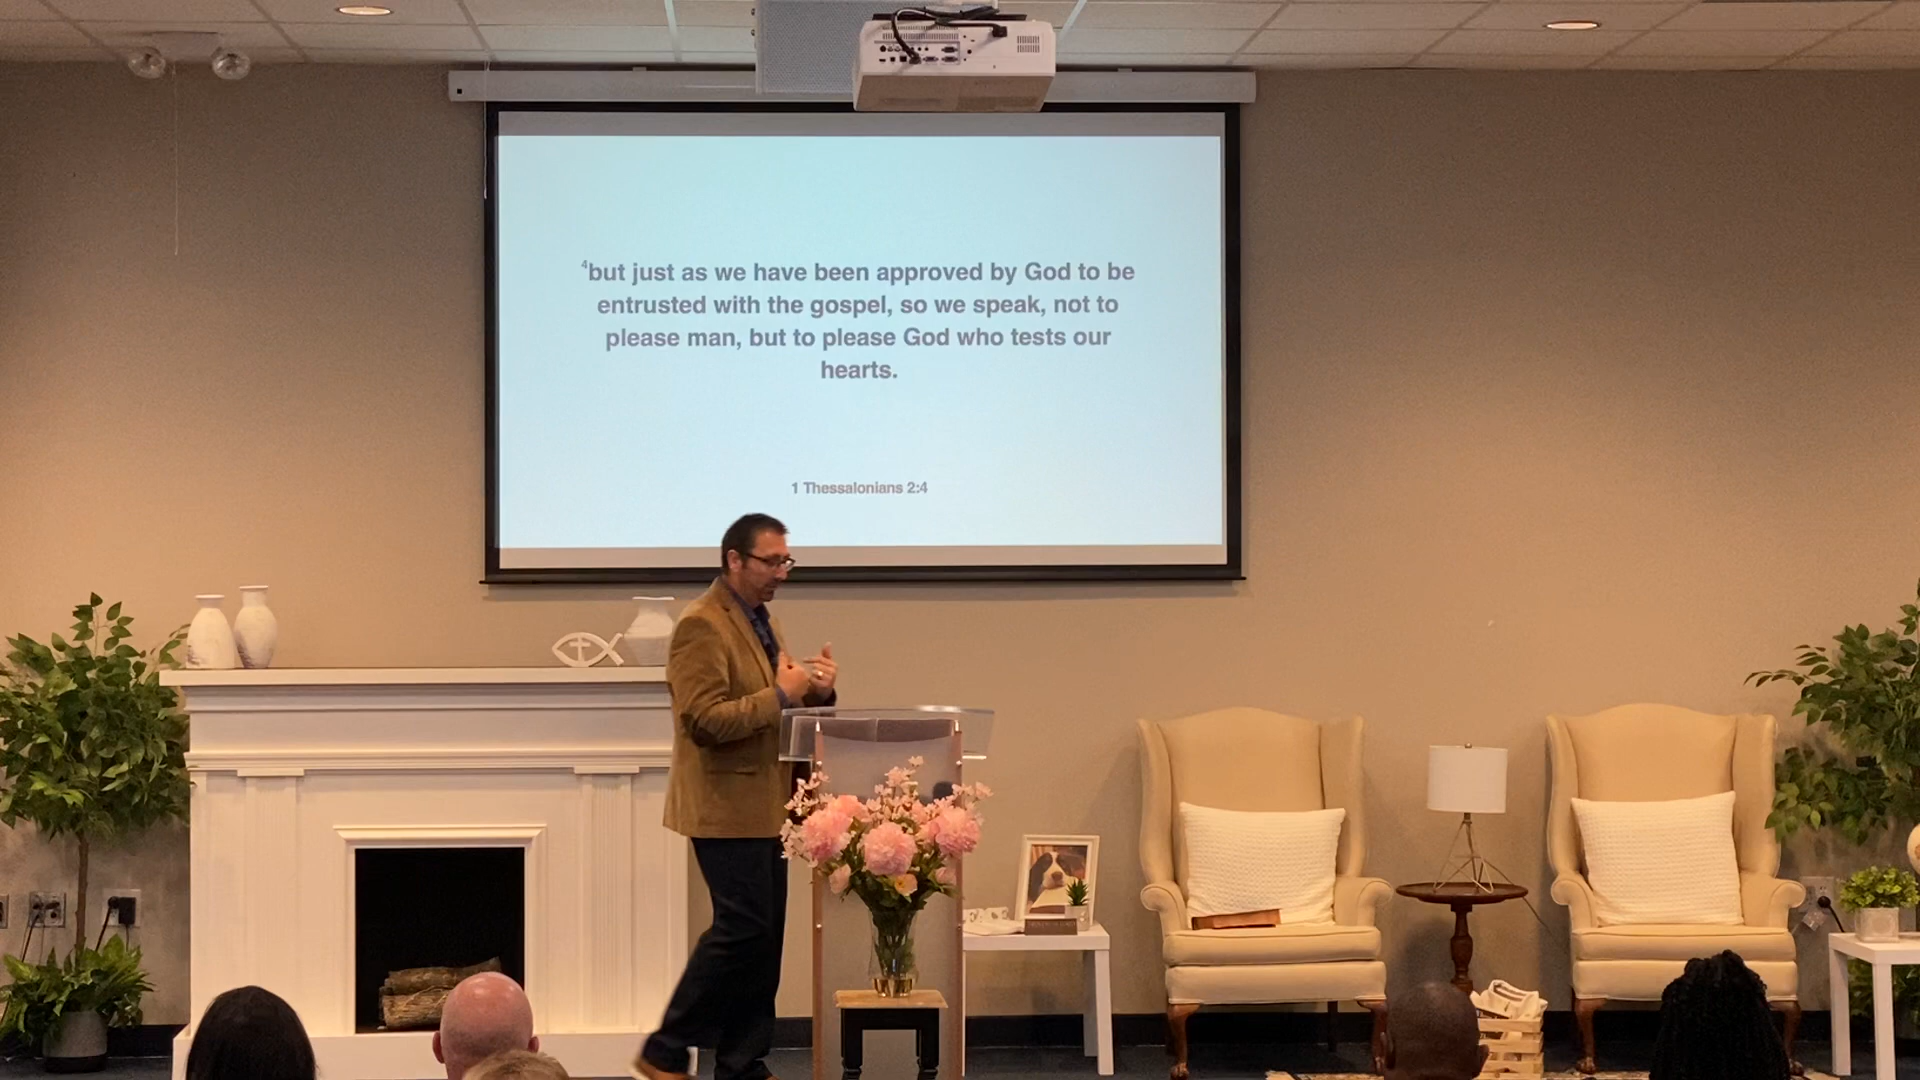 ⁴but just as we have been approved by God to be
entrusted with the gospel, so we speak, not to
please man, but to please God who tests our
hearts.
1 Thessalonians 2:4